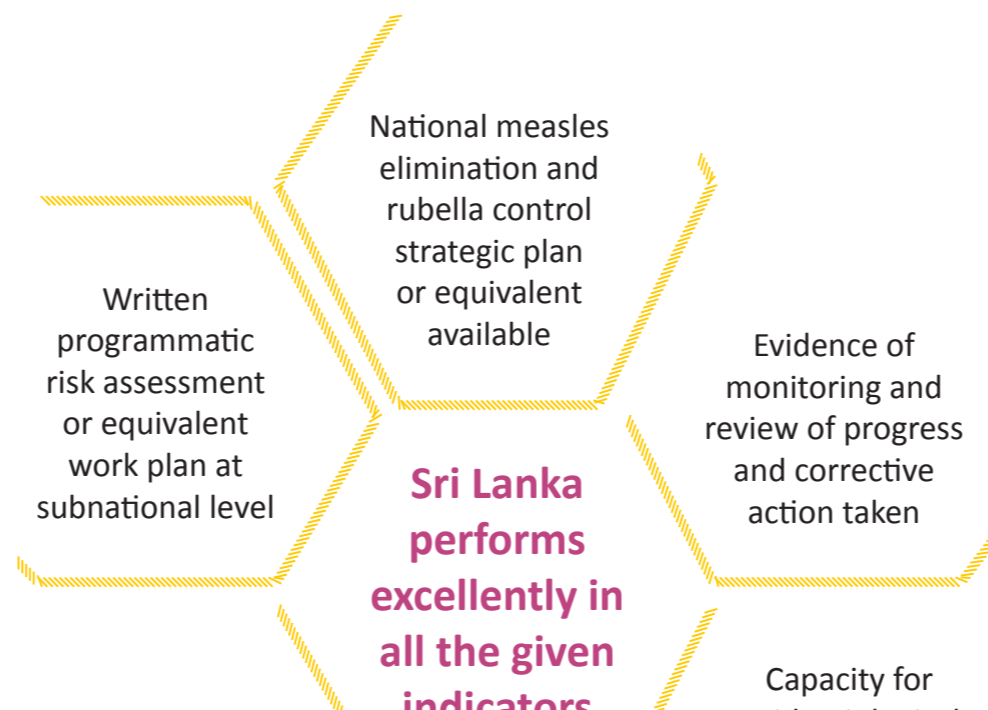 National measles
elimination and
rubella control
strategic plan
or equivalent
available
Written
programmatic
risk assessment
or equivalent
work plan at
subnational level
Evidence of
monitoring and
review of progress
and corrective
action taken
Sri Lanka
performs
excellently in
all the given
indicators
Capacity for